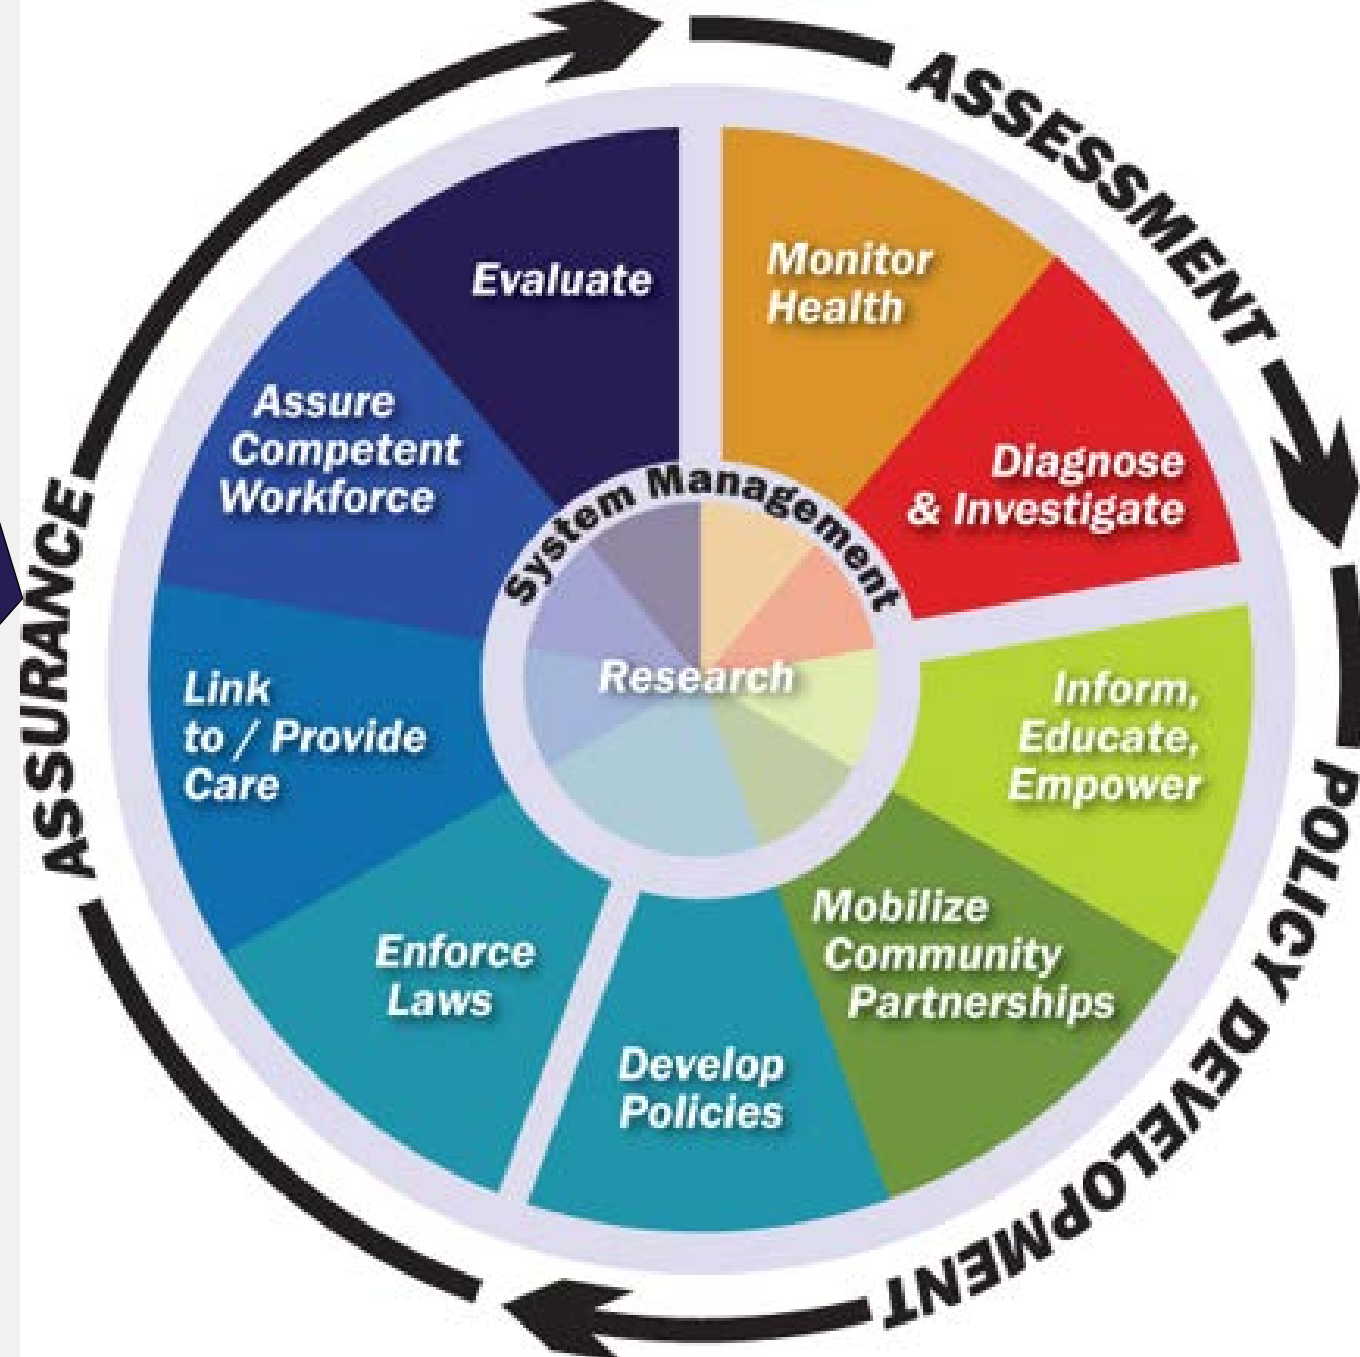 ASSESSMENT
Monitor
Health
Diagnose
& Investigate
Inform,
Educate,
Empower
POLICY DEVELOPMENT
Mobilize
Community
Partnerships
Develop
Policies
Enforce
Laws
ASSURANCE
Link
to / Provide
Care
Assure
Competent
Workforce
Evaluate
System Management
Research